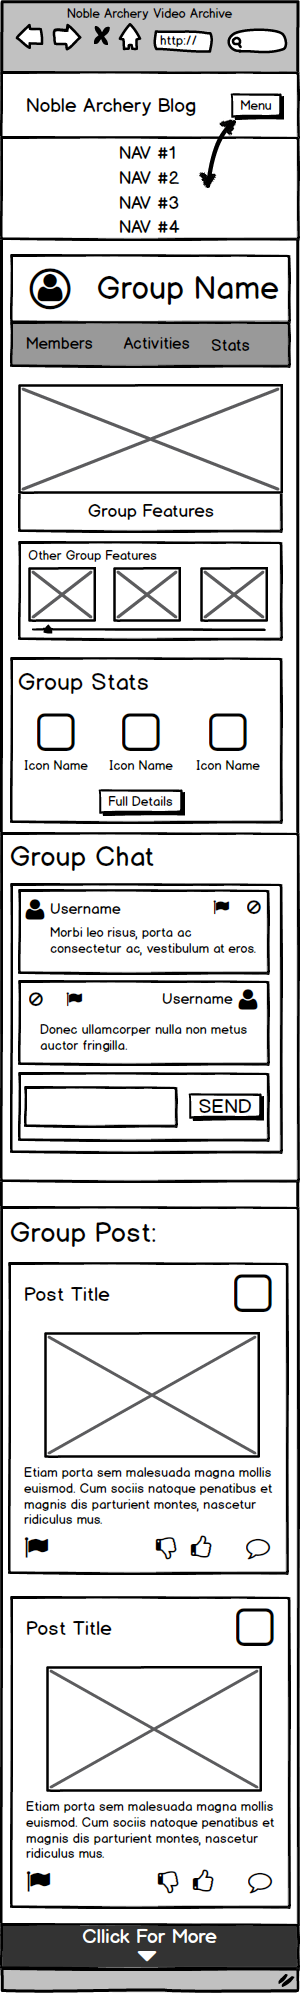 Noble Archery Video Archive
http://
Noble Archery Blog
Menu
NAV #1
NAV #2
NAV #3
NAV #4
Group Name
Members Activities Stats
Group Features
Other Group Features
Group Stats
Icon Name Icon Name Icon Name
Full Details
Group Chat
Username
Morbi leo risus, porta ac
consectetur ac, vestibulum at eros.
Username
Donec ullamcorper nulla non metus
auctor fringilla.
SEND
Group Post:
Post Title
Etiam porta sem malesuada magna mollis
euismod. Cum sociis natoque penatibus et
magnis dis parturient montes, nascetur
ridiculus mus.
Post Title
Etiam porta sem malesuada magna mollis
euismod. Cum sociis natoque penatibus et
magnis dis parturient montes, nascetur
ridiculus mus.
Cllick For More